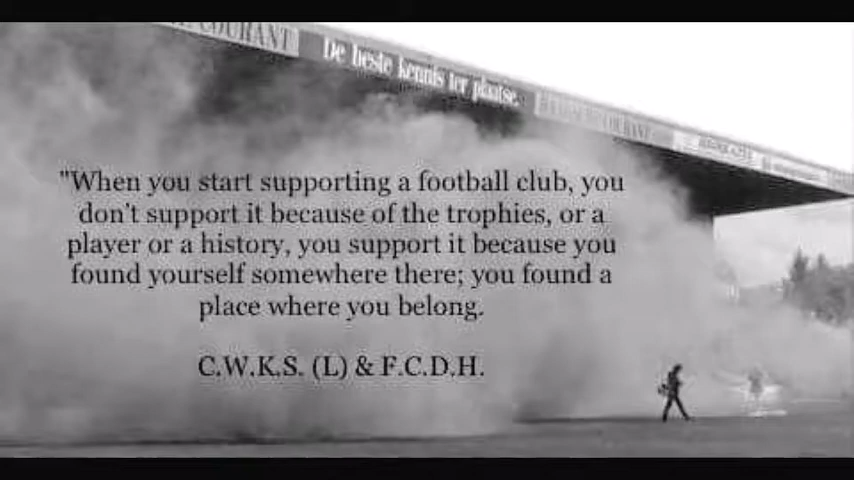 COURANT
De beste kennis ter plaatse.
COURANT
"When you start supporting a football club, you
don't support it because of the trophies, or a
player or a history, you support it because you
found yourself somewhere there; you found a
place where you belong.
C.W.K.S. (L) & F.C.D.H.